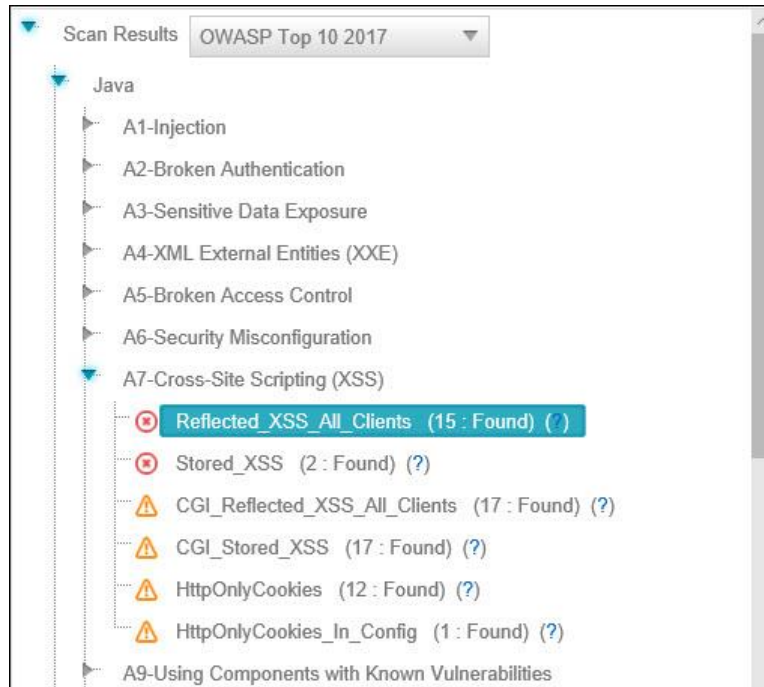 Scan Results OWASP Top 10 2017
Java
A1-Injection
A2-Broken Authentication
A3-Sensitive Data Exposure
A4-XML External Entities (XXE)
A5-Broken Access Control
A6-Security Misconfiguration
A7-Cross-Site Scripting (XSS)
Reflected_XSS_All_Clients (15 : Found) (?)
Stored_XSS (2 : Found) (?)
CGI_Reflected_XSS_All_Clients (17 : Found) (?)
CGI_Stored_XSS (17 : Found) (?)
HttpOnlyCookies (12 : Found) (?)
HttpOnlyCookies_In_Config (1 : Found) (?)
A9-Using Components with Known Vulnerabilities